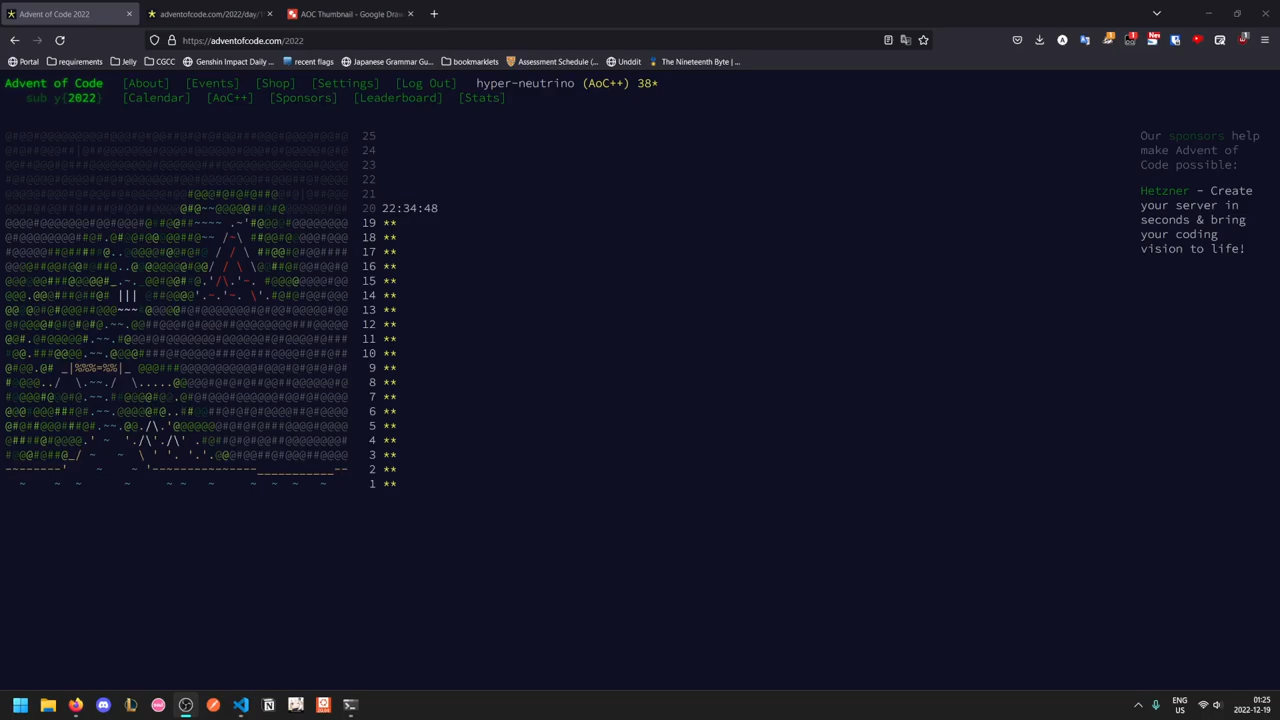 Advent of Code 2022
adventofcode.com/2022/day/1
AOC Thumbnail - Google Draw
https://adventofcode.com/2022
Portal
requirements
Jelly
CGCC
Genshin Impact Daily ...
recent flags
Japanese Grammar Gu...
bookmarklets
Assessment Schedule (...
Unddit
The Nineteenth Byte | ...
Advent of Code [About] [Events] [Shop] [Settings] [Log Out] hyper-neutrino (AoC++) 38*
sub y{2022} [Calendar] [AoC++] [Sponsors] [Leaderboard] [Stats]
25
24
23
22
21
20 22:34:48
19 **
18 **
17 **
16 **
15 **
14 **
13 **
12 **
11 **
10 **
9 **
8 **
7 **
6 **
5 **
4 **
3 **
2 **
1 **
Our sponsors help
make Advent of
Code possible:
Hetzner - Create
your server in
seconds & bring
your coding
vision to life!
ENG
US
01:25
2022-12-19